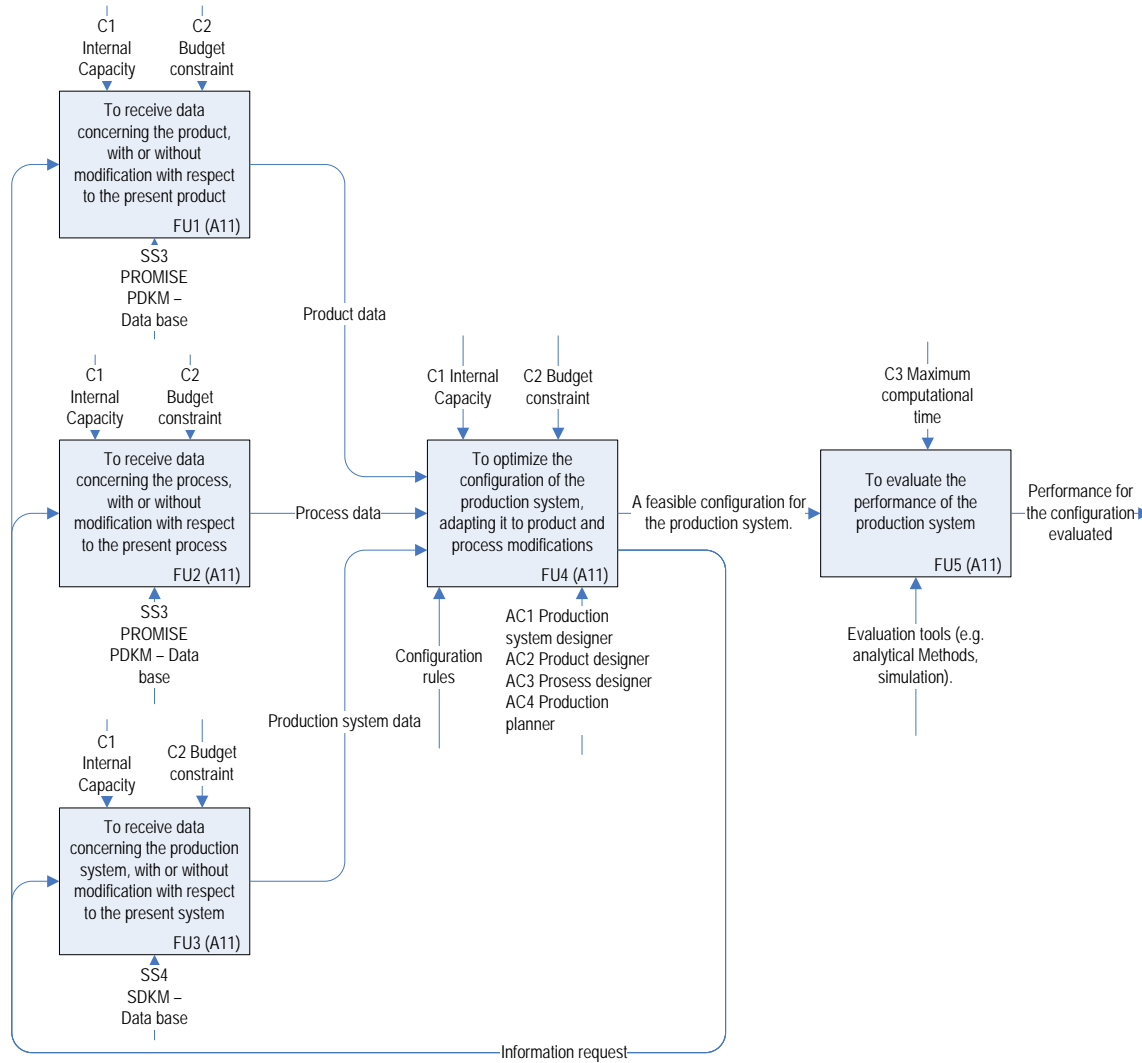 C1
Internal
Capacity
C2
Budget
constraint
To receive data
concerning the product,
with or without
modification with respect
to the present product
FU1 (A11)
SS3
PROMISE
PDKM –
Data base
Product data
C1
Internal
Capacity
C2
Budget
constraint
To receive data
concerning the process,
with or without
modification with respect
to the present process
FU2 (A11)
SS3
PROMISE
PDKM – Data
base
Process data
C1
Internal
Capacity
C2 Budget
constraint
To receive data
concerning the production
system, with or without
modification with respect
to the present system
FU3 (A11)
SS4
SDKM –
Data base
Production system data
C1 Internal
Capacity
C2 Budget
constraint
To optimize the
configuration of the
production system,
adapting it to product and
process modifications
FU4 (A11)
Configuration
rules
AC1 Production
system designer
AC2 Product designer
AC3 Prosess designer
AC4 Production
planner
A feasible configuration for
the production system.
C3 Maximum
computational
time
To evaluate the
performance of the
production system
FU5 (A11)
Evaluation tools (e.g.
analytical Methods,
simulation).
Performance for
the configuration
evaluated
Information request